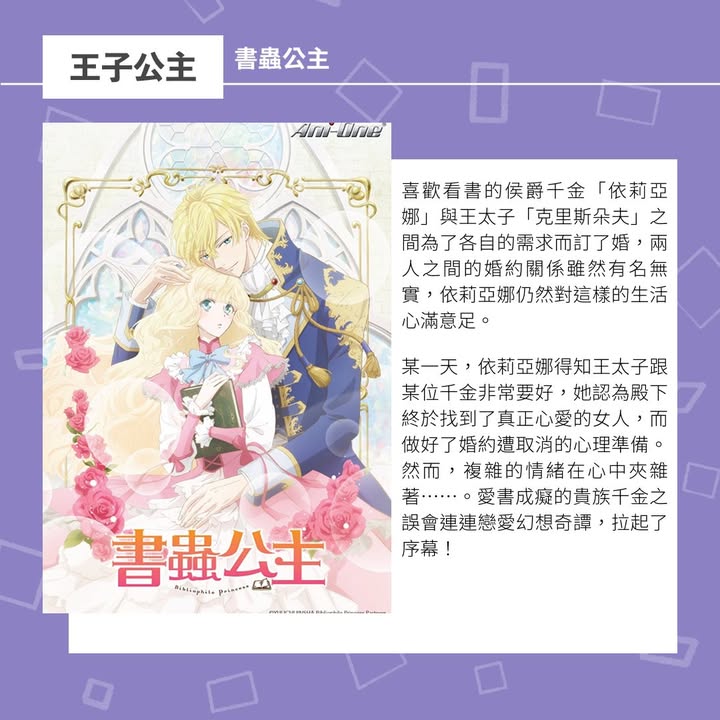 王子公主
書蟲公主
Ani-One
喜歡看書的侯爵千金「依莉亞
娜」與王太子「克里斯朵夫」之
間為了各自的需求而訂了婚，兩
人之間的婚約關係雖然有名無
實，依莉亞娜仍然對這樣的生活
心滿意足。
某一天，依莉亞娜得知王太子跟
某位千金非常要好，她認為殿下
終於找到了真正心愛的女人，而
做好了婚約遭取消的心理準備。
然而，複雜的情緒在心中夾雜
著⋯⋯。愛書成癡的貴族千金之
誤會連連戀愛幻想奇譚，拉起了
序幕！
書蟲公主
Bibliophile Princess